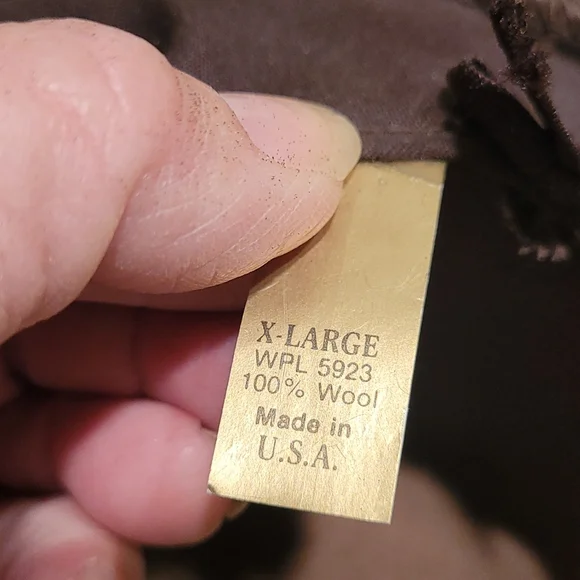 X-LARGE
WPL 5923
100% Wool
Made in
U.S.A.